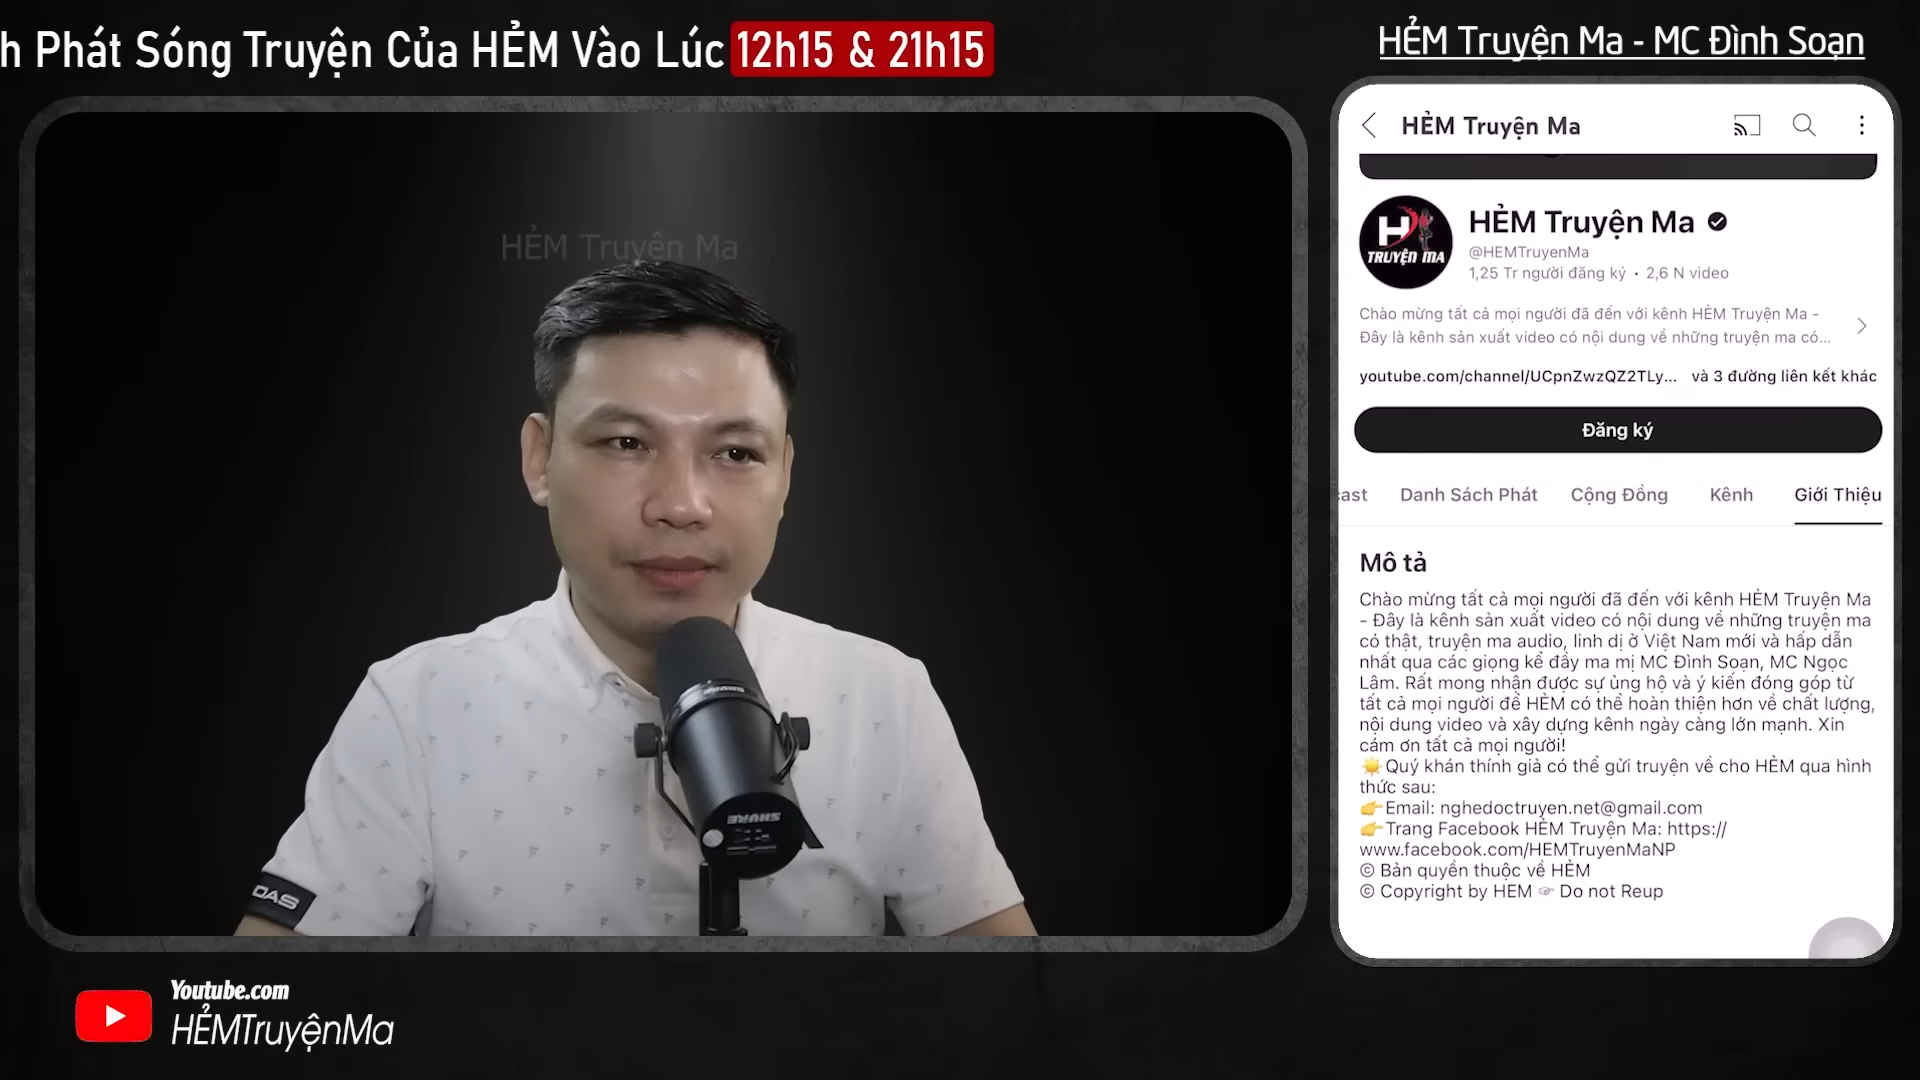 h Phát Sóng Truyện Của HẺM Vào Lúc 12h15 & 21h15
HẺM Truyện Ma - MC Đình Soạn
HẺM Truyện Ma
HẺM Truyện Ma
DAS
SHURE
SHURE
Youtube.com
HẺMTruyệnMa
HẺM Truyện Ma
H
TRUYỆN MA
@HEMTruyenMa
1,25 Tr người đăng ký • 2,6 N video
Chào mừng tất cả mọi người đã đến với kênh HẺM Truyện Ma -
Đây là kênh sản xuất video có nội dung về những truyện ma có...
youtube.com/channel/UCpnZwzQZ2TLy... và 3 đường liên kết khác
Đăng ký
cast Danh Sách Phát Cộng Đồng Kênh Giới Thiệu
Mô tả
Chào mừng tất cả mọi người đã đến với kênh HẺM Truyện Ma
- Đây là kênh sản xuất video có nội dung về những truyện ma
có thật, truyện ma audio, linh dị ở Việt Nam mới và hấp dẫn
nhất qua các giọng kể đầy ma mị MC Đình Soạn, MC Ngọc
Lâm. Rất mong nhận được sự ủng hộ và ý kiến đóng góp từ
tất cả mọi người để HẺM có thể hoàn thiện hơn về chất lượng,
nội dung video và xây dựng kênh ngày càng lớn mạnh. Xin
cám ơn tất cả mọi người!
☀️Quý khán thính giả có thể gửi truyện về cho HẺM qua hình
thức sau:
👉Email: nghedoctruyen.net@gmail.com
👉Trang Facebook HẺM Truyện Ma: https://
www.facebook.com/HEMTruyenMaNP
© Bản quyền thuộc về HẺM
© Copyright by HEM ☞ Do not Reup